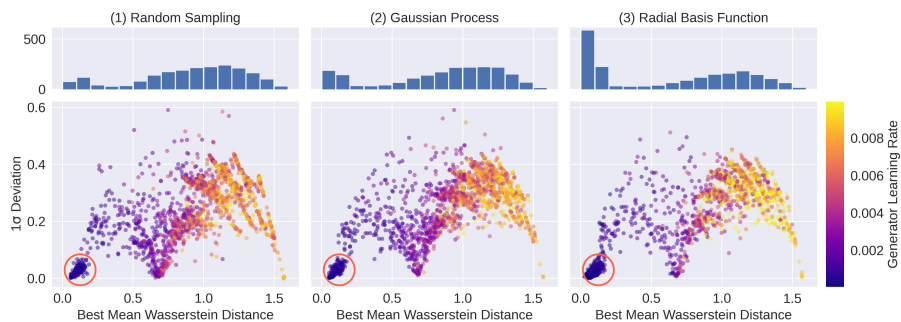 (1) Random Sampling
(2) Gaussian Process
(3) Radial Basis Function
500
0
0.6
0.4
0.2
0.0
1σ Deviation
0.0 0.5 1.0 1.5
0.0 0.5 1.0 1.5
0.0 0.5 1.0 1.5
Best Mean Wasserstein Distance
Best Mean Wasserstein Distance
Best Mean Wasserstein Distance
0.008
0.006
0.004
0.002
Generator Learning Rate